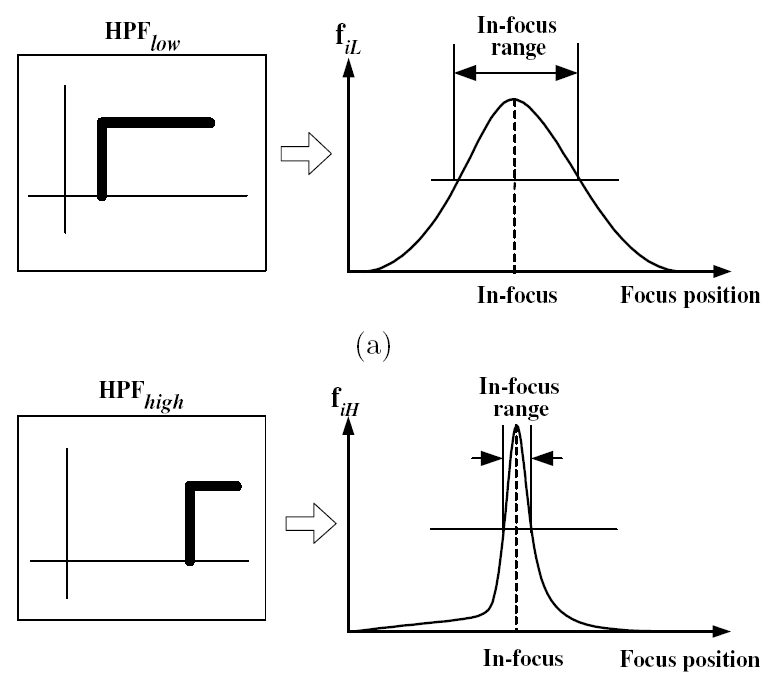 HPF_low
f_iL
In-focus
range
In-focus
Focus position
(a)
HPF_high
f_iH
In-focus
range
In-focus
Focus position